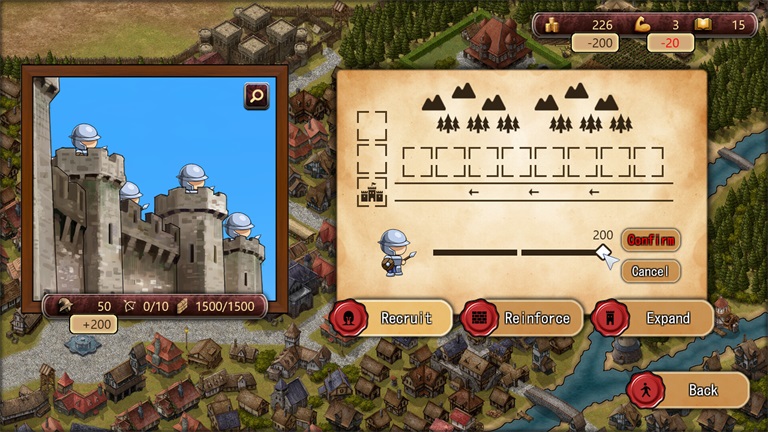 226 3 15
-200 -20
200
Confirm
Cancel
50 0/10 1500/1500
+200
Recruit Reinforce Expand
Back